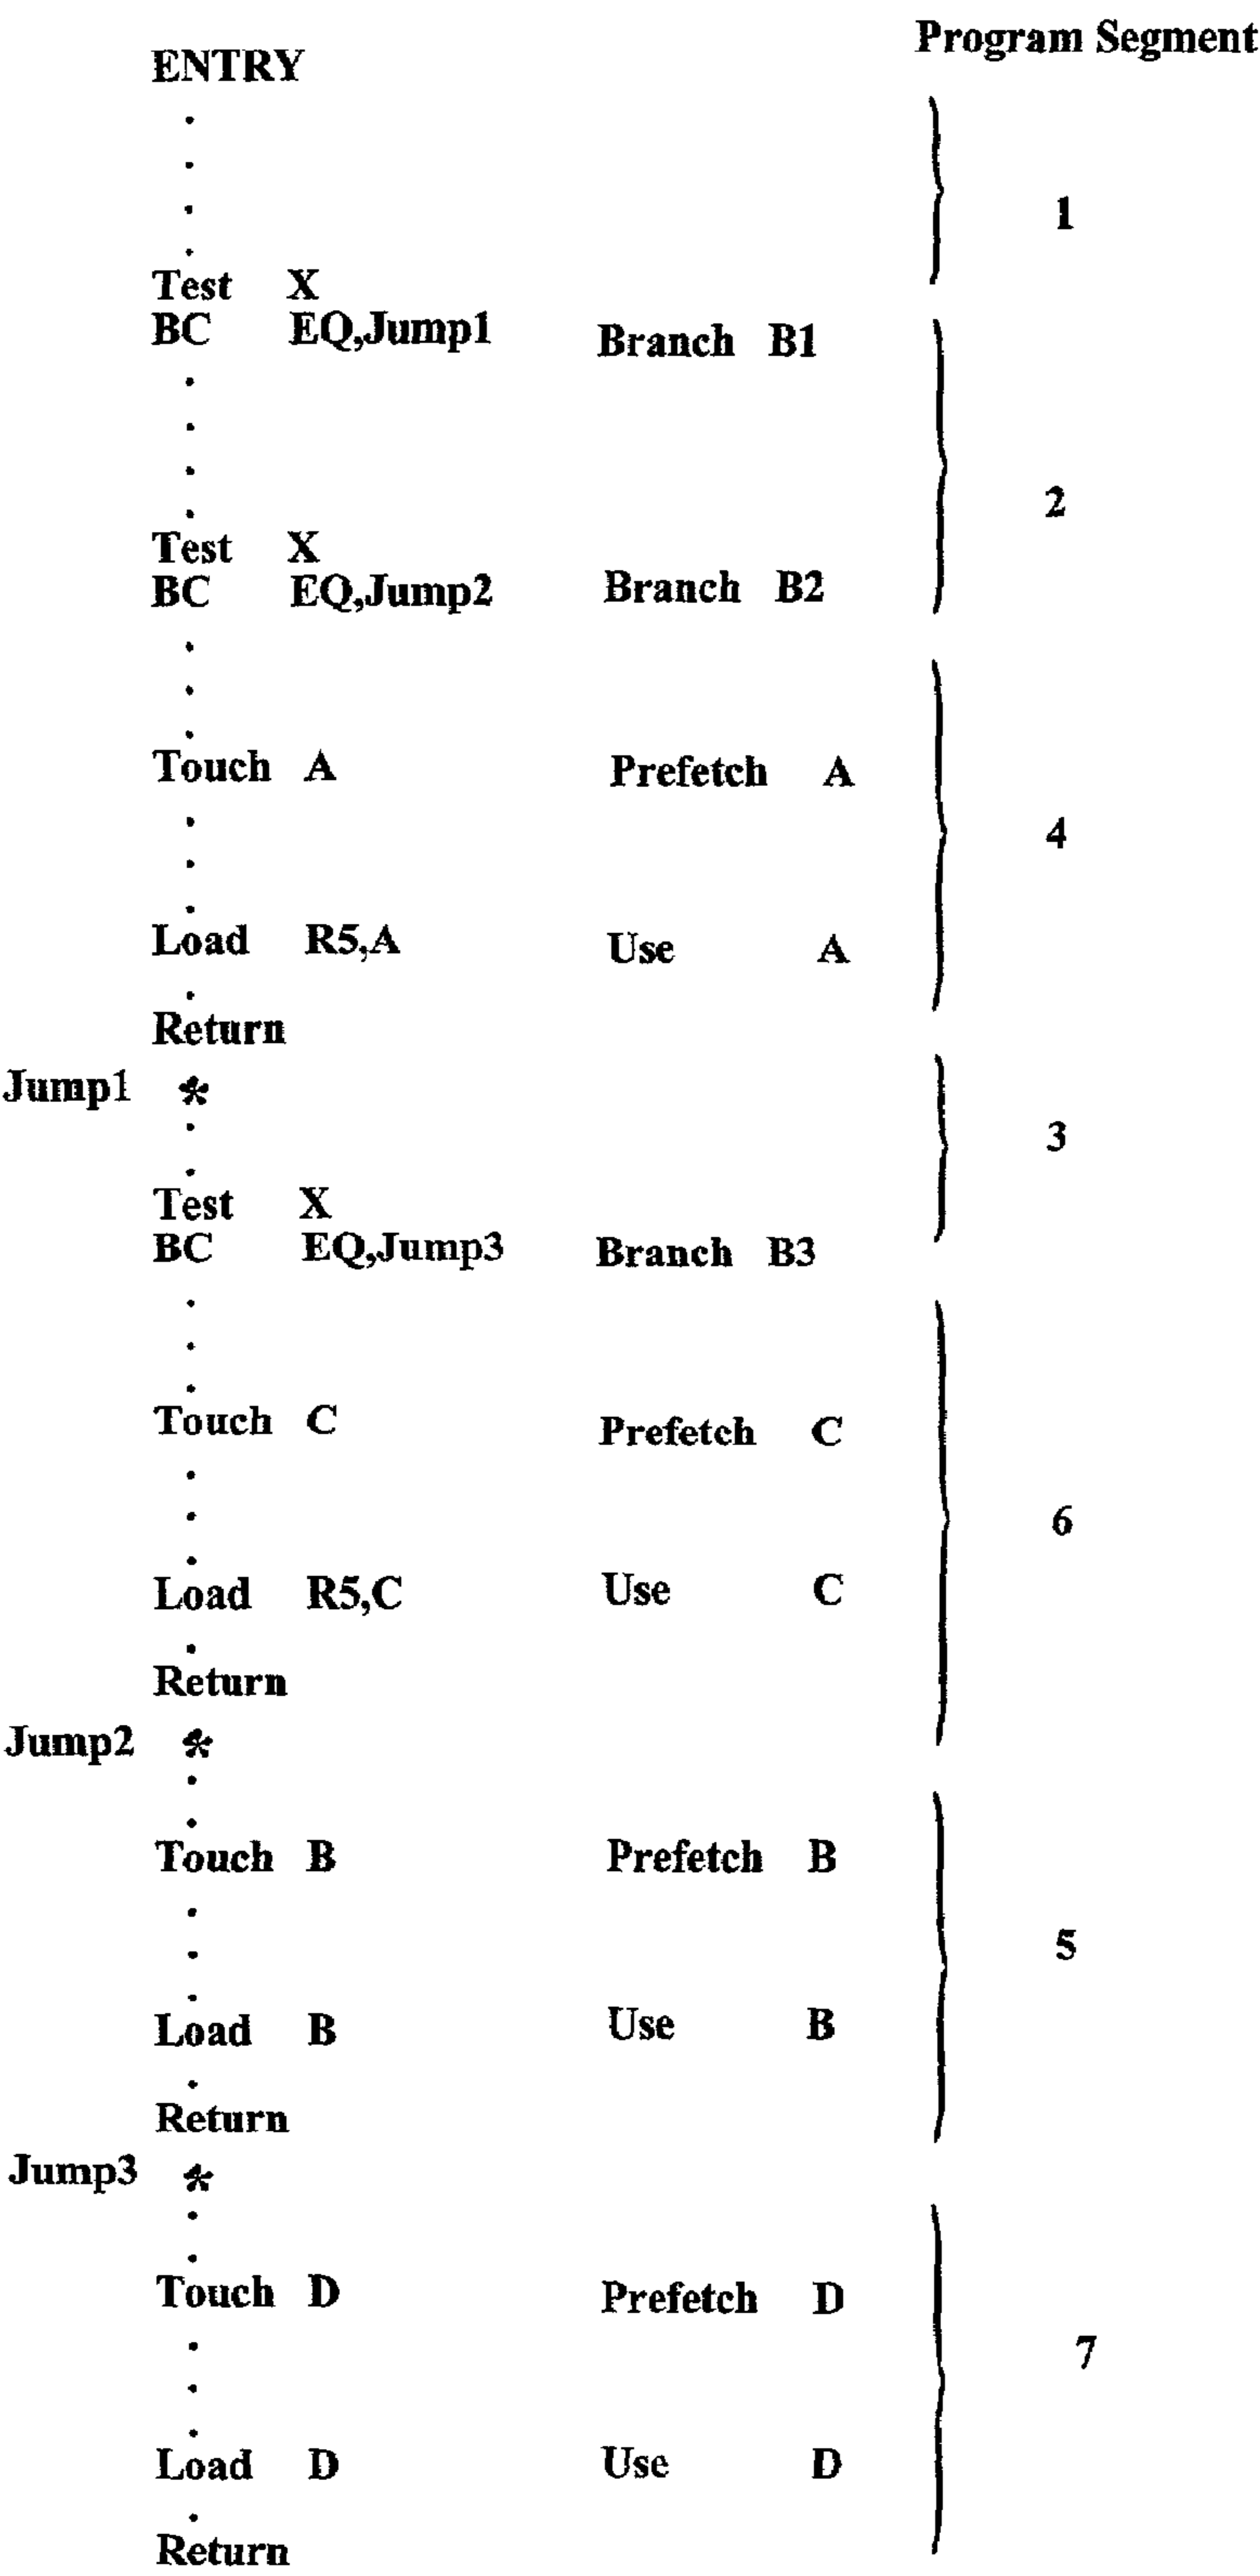 Program Segment
ENTRY
.
.
.
.
1
Test X
BC EQ,Jump1 Branch B1
.
.
.
.
2
Test X
BC EQ,Jump2 Branch B2
.
.
.
Touch A Prefetch A
.
.
.
4
Load R5,A Use A
.
Return
Jump1 *
.
.
3
Test X
BC EQ,Jump3 Branch B3
.
.
.
Touch C Prefetch C
.
.
.
6
Load R5,C Use C
.
Return
Jump2 *
.
.
Touch B Prefetch B
.
.
.
5
Load B Use B
.
Return
Jump3 *
.
.
Touch D Prefetch D
.
.
.
7
Load D Use D
.
Return